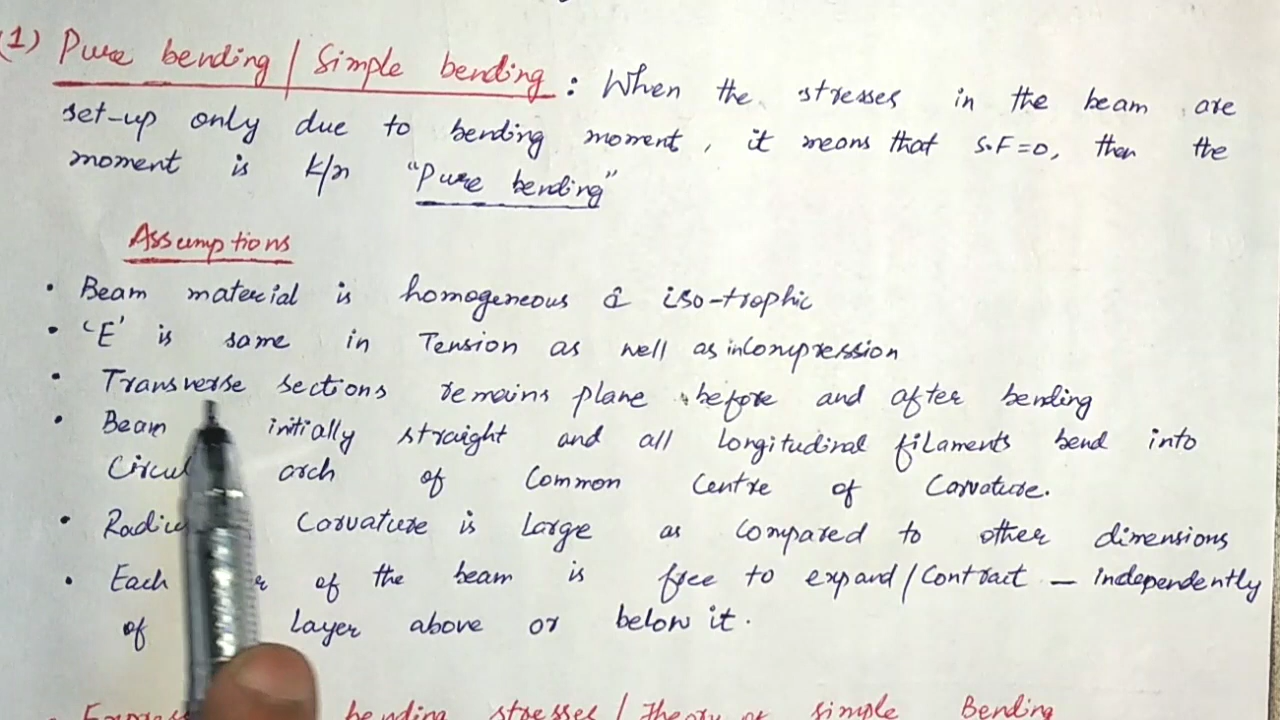 (1) Pure bending / Simple bending : When the stresses in the beam are
set-up only due to bending moment, it means that S.F=0, then the
moment is k/n "Pure bending"
Assumptions
• Beam material is homogeneous & iso-trophic
• 'E' is same in Tension as well as in Compression
• Transverse sections remains plane before and after bending
• Beam initially straight and all longitudinal filaments bend into
Circul arch of Common Centre of Curvature.
• Radiu Curvature is Large as Compared to other dimensions
• Each of the beam is free to expand / Contract – independently
of Layer above or below it.
bending stresses / Theory of simple Bending